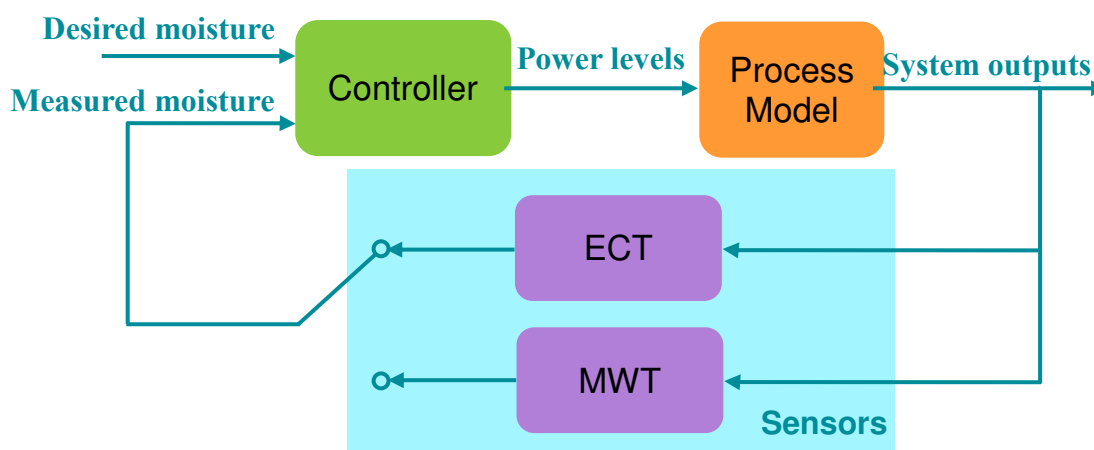 Desired moisture
Measured moisture
Controller
Power levels
Process
Model
System outputs
ECT
MWT
Sensors